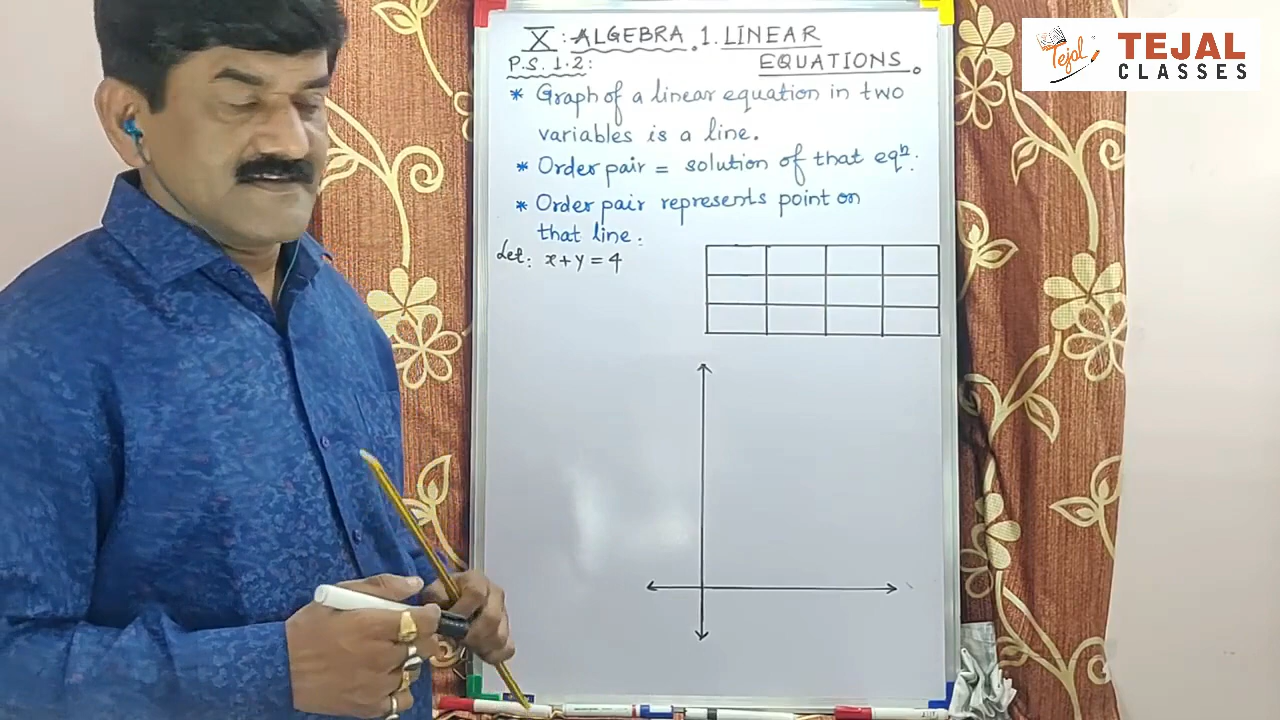 X : ALGEBRA. 1. LINEAR
EQUATIONS.
P.S. 1.2:
* Graph of a linear equation in two
variables is a line.
* Order pair = solution of that eqⁿ.
* Order pair represents point on
that line.
Let: x + y = 4
Tejal
TEJAL
CLASSES